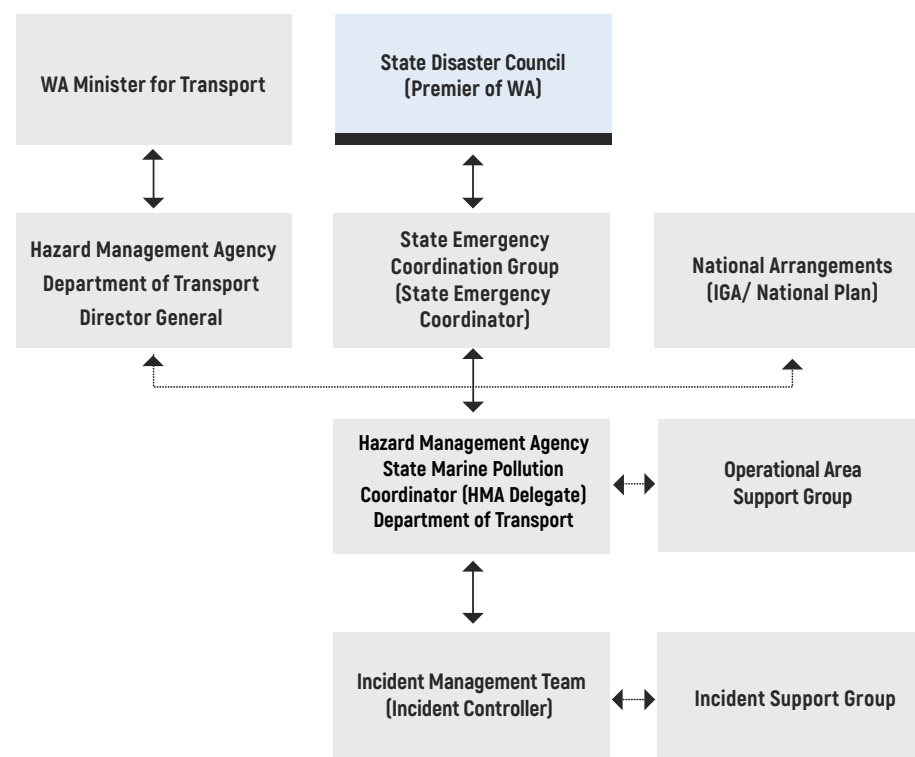 WA Minister for Transport
State Disaster Council
(Premier of WA)
Hazard Management Agency
Department of Transport
Director General
State Emergency
Coordination Group
(State Emergency
Coordinator)
National Arrangements
(IGA/ National Plan)
Hazard Management Agency
State Marine Pollution
Coordinator (HMA Delegate)
Department of Transport
Operational Area
Support Group
Incident Management Team
(Incident Controller)
Incident Support Group